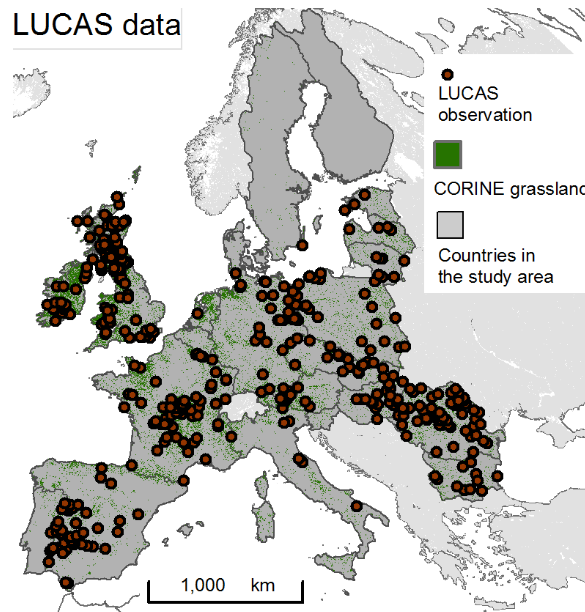 LUCAS data
LUCAS
observation
CORINE grassland
Countries in
the study area
1,000 km